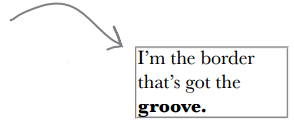 I’m the border
that’s got the
groove.